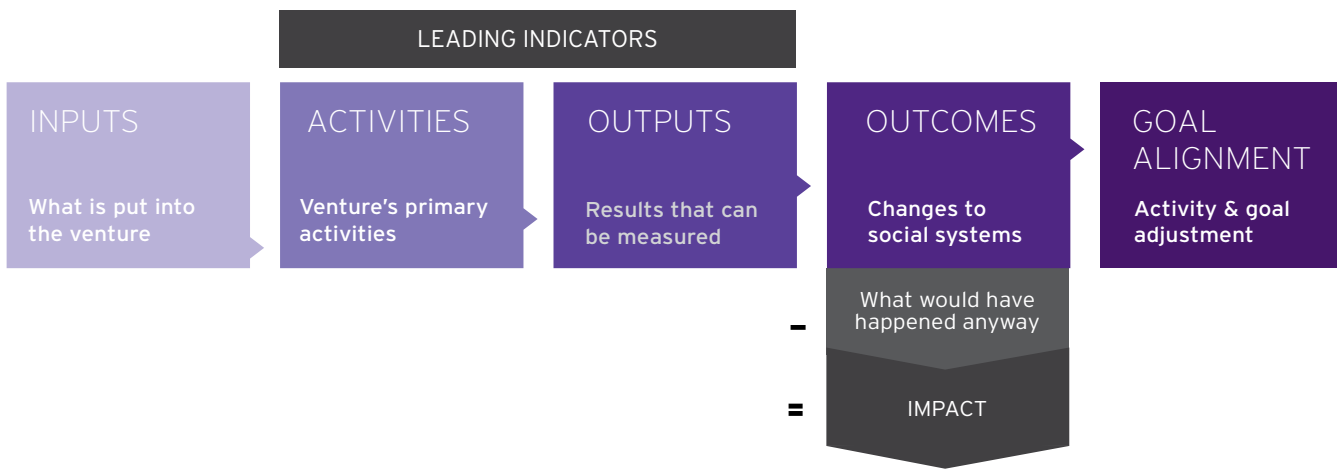 LEADING INDICATORS
INPUTS
What is put into
the venture
ACTIVITIES
Venture's primary
activities
OUTPUTS
Results that can
be measured
OUTCOMES
Changes to
social systems
GOAL
ALIGNMENT
Activity & goal
adjustment
-
What would have
happened anyway
=
IMPACT